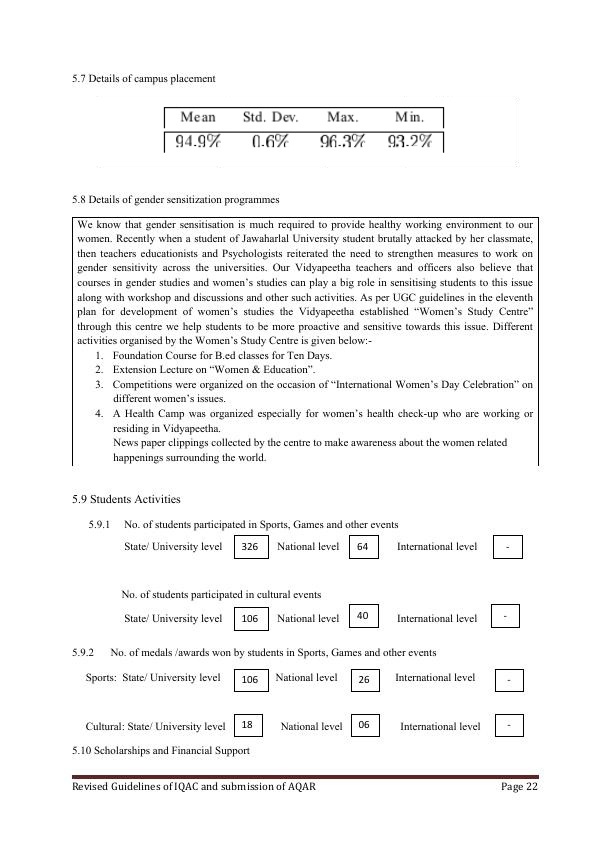 5.7 Details of campus placement
Mean Std. Dev. Max. Min.
94.9% 0.6% 96.3% 93.2%
5.8 Details of gender sensitization programmes
We know that gender sensitisation is much required to provide healthy working environment to our
women. Recently when a student of Jawaharlal University student brutally attacked by her classmate,
then teachers educationists and Psychologists reiterated the need to strengthen measures to work on
gender sensitivity across the universities. Our Vidyapeetha teachers and officers also believe that
courses in gender studies and women’s studies can play a big role in sensitising students to this issue
along with workshop and discussions and other such activities. As per UGC guidelines in the eleventh
plan for development of women’s studies the Vidyapeetha established “Women’s Study Centre”
through this centre we help students to be more proactive and sensitive towards this issue. Different
activities organised by the Women’s Study Centre is given below:-
1. Foundation Course for B.ed classes for Ten Days.
2. Extension Lecture on “Women & Education”.
3. Competitions were organized on the occasion of “International Women’s Day Celebration” on
different women’s issues.
4. A Health Camp was organized especially for women’s health check-up who are working or
residing in Vidyapeetha.
News paper clippings collected by the centre to make awareness about the women related
happenings surrounding the world.
5.9 Students Activities
5.9.1 No. of students participated in Sports, Games and other events
State/ University level 326 National level 64 International level -
No. of students participated in cultural events
State/ University level 106 National level 40 International level -
5.9.2 No. of medals /awards won by students in Sports, Games and other events
Sports: State/ University level 106 National level 26 International level -
Cultural: State/ University level 18 National level 06 International level -
5.10 Scholarships and Financial Support
Revised Guidelines of IQAC and submission of AQAR Page 22